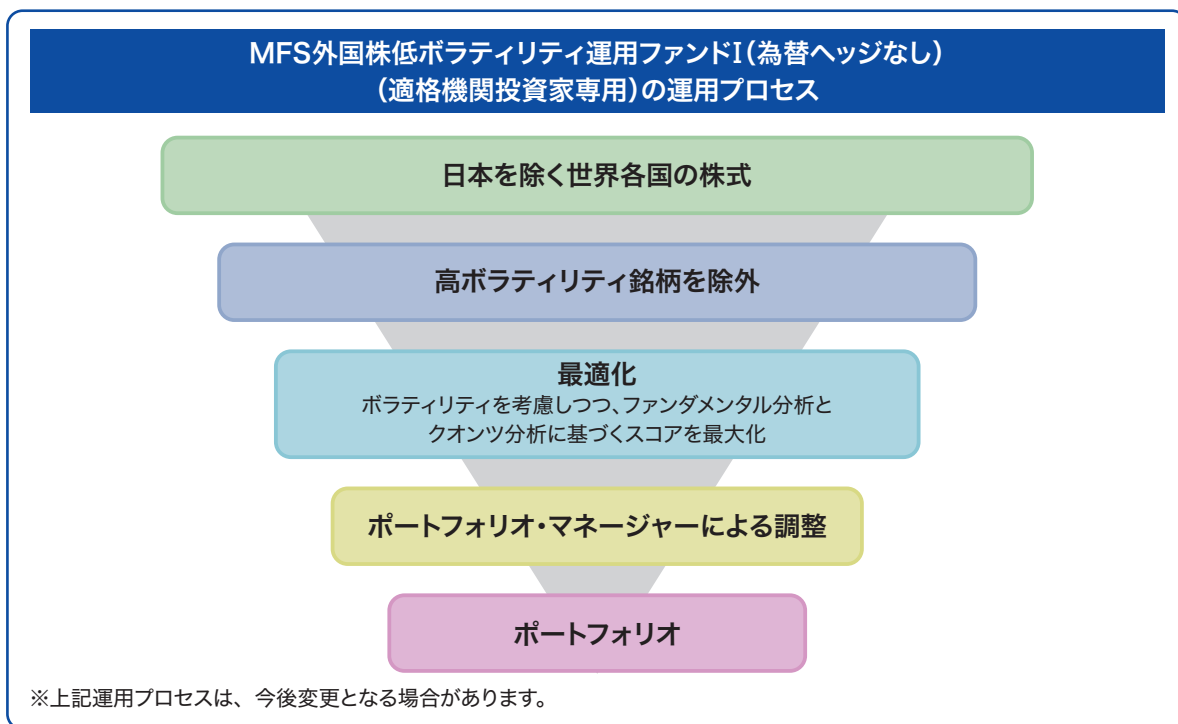 MFS外国株低ボラティリティ運用ファンドI(為替ヘッジなし)
(適格機関投資家専用)の運用プロセス
日本を除く世界各国の株式
高ボラティリティ銘柄を除外
最適化
ボラティリティを考慮しつつ、ファンダメンタル分析と
クオンツ分析に基づくスコアを最大化
ポートフォリオ・マネージャーによる調整
ポートフォリオ
※上記運用プロセスは、今後変更となる場合があります。